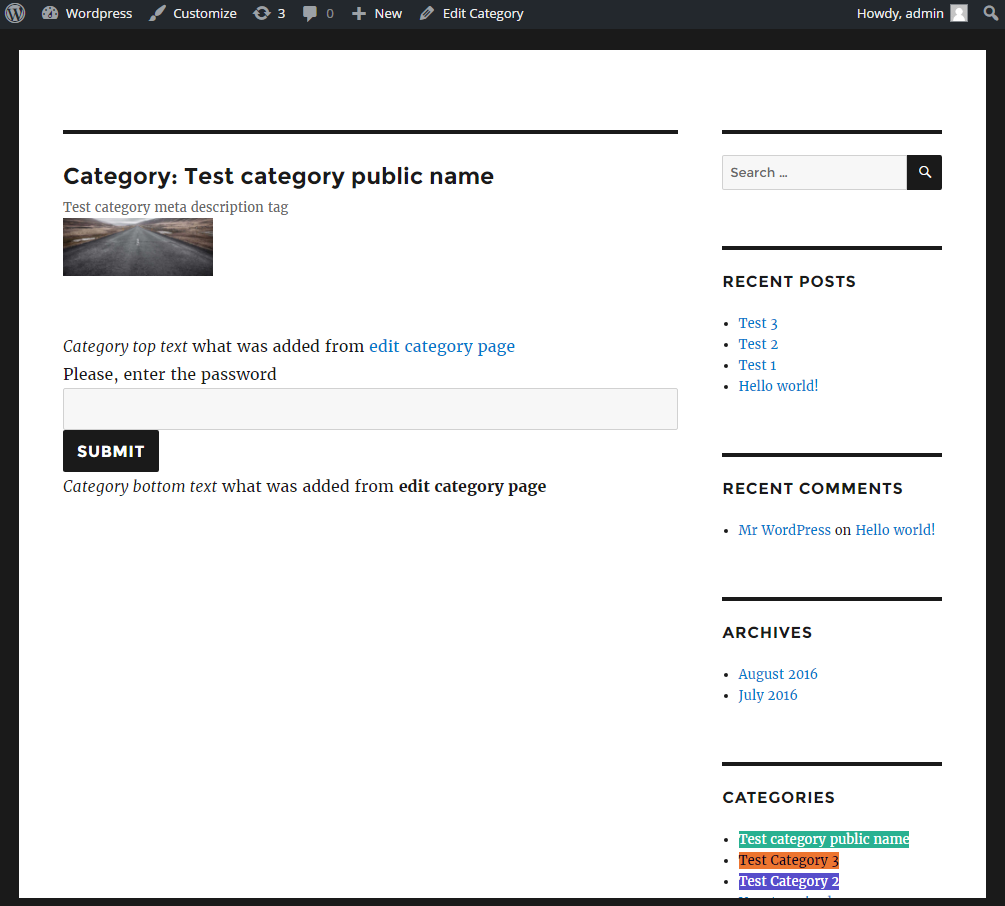 Wordpress Customize 3 0 New Edit Category Howdy, admin
Category: Test category public name
Test category meta description tag
Category top text what was added from edit category page
Please, enter the password
SUBMIT
Category bottom text what was added from edit category page
Search ...
RECENT POSTS
Test 3
Test 2
Test 1
Hello world!
RECENT COMMENTS
Mr WordPress on Hello world!
ARCHIVES
August 2016
July 2016
CATEGORIES
Test category public name
Test Category 3
Test Category 2